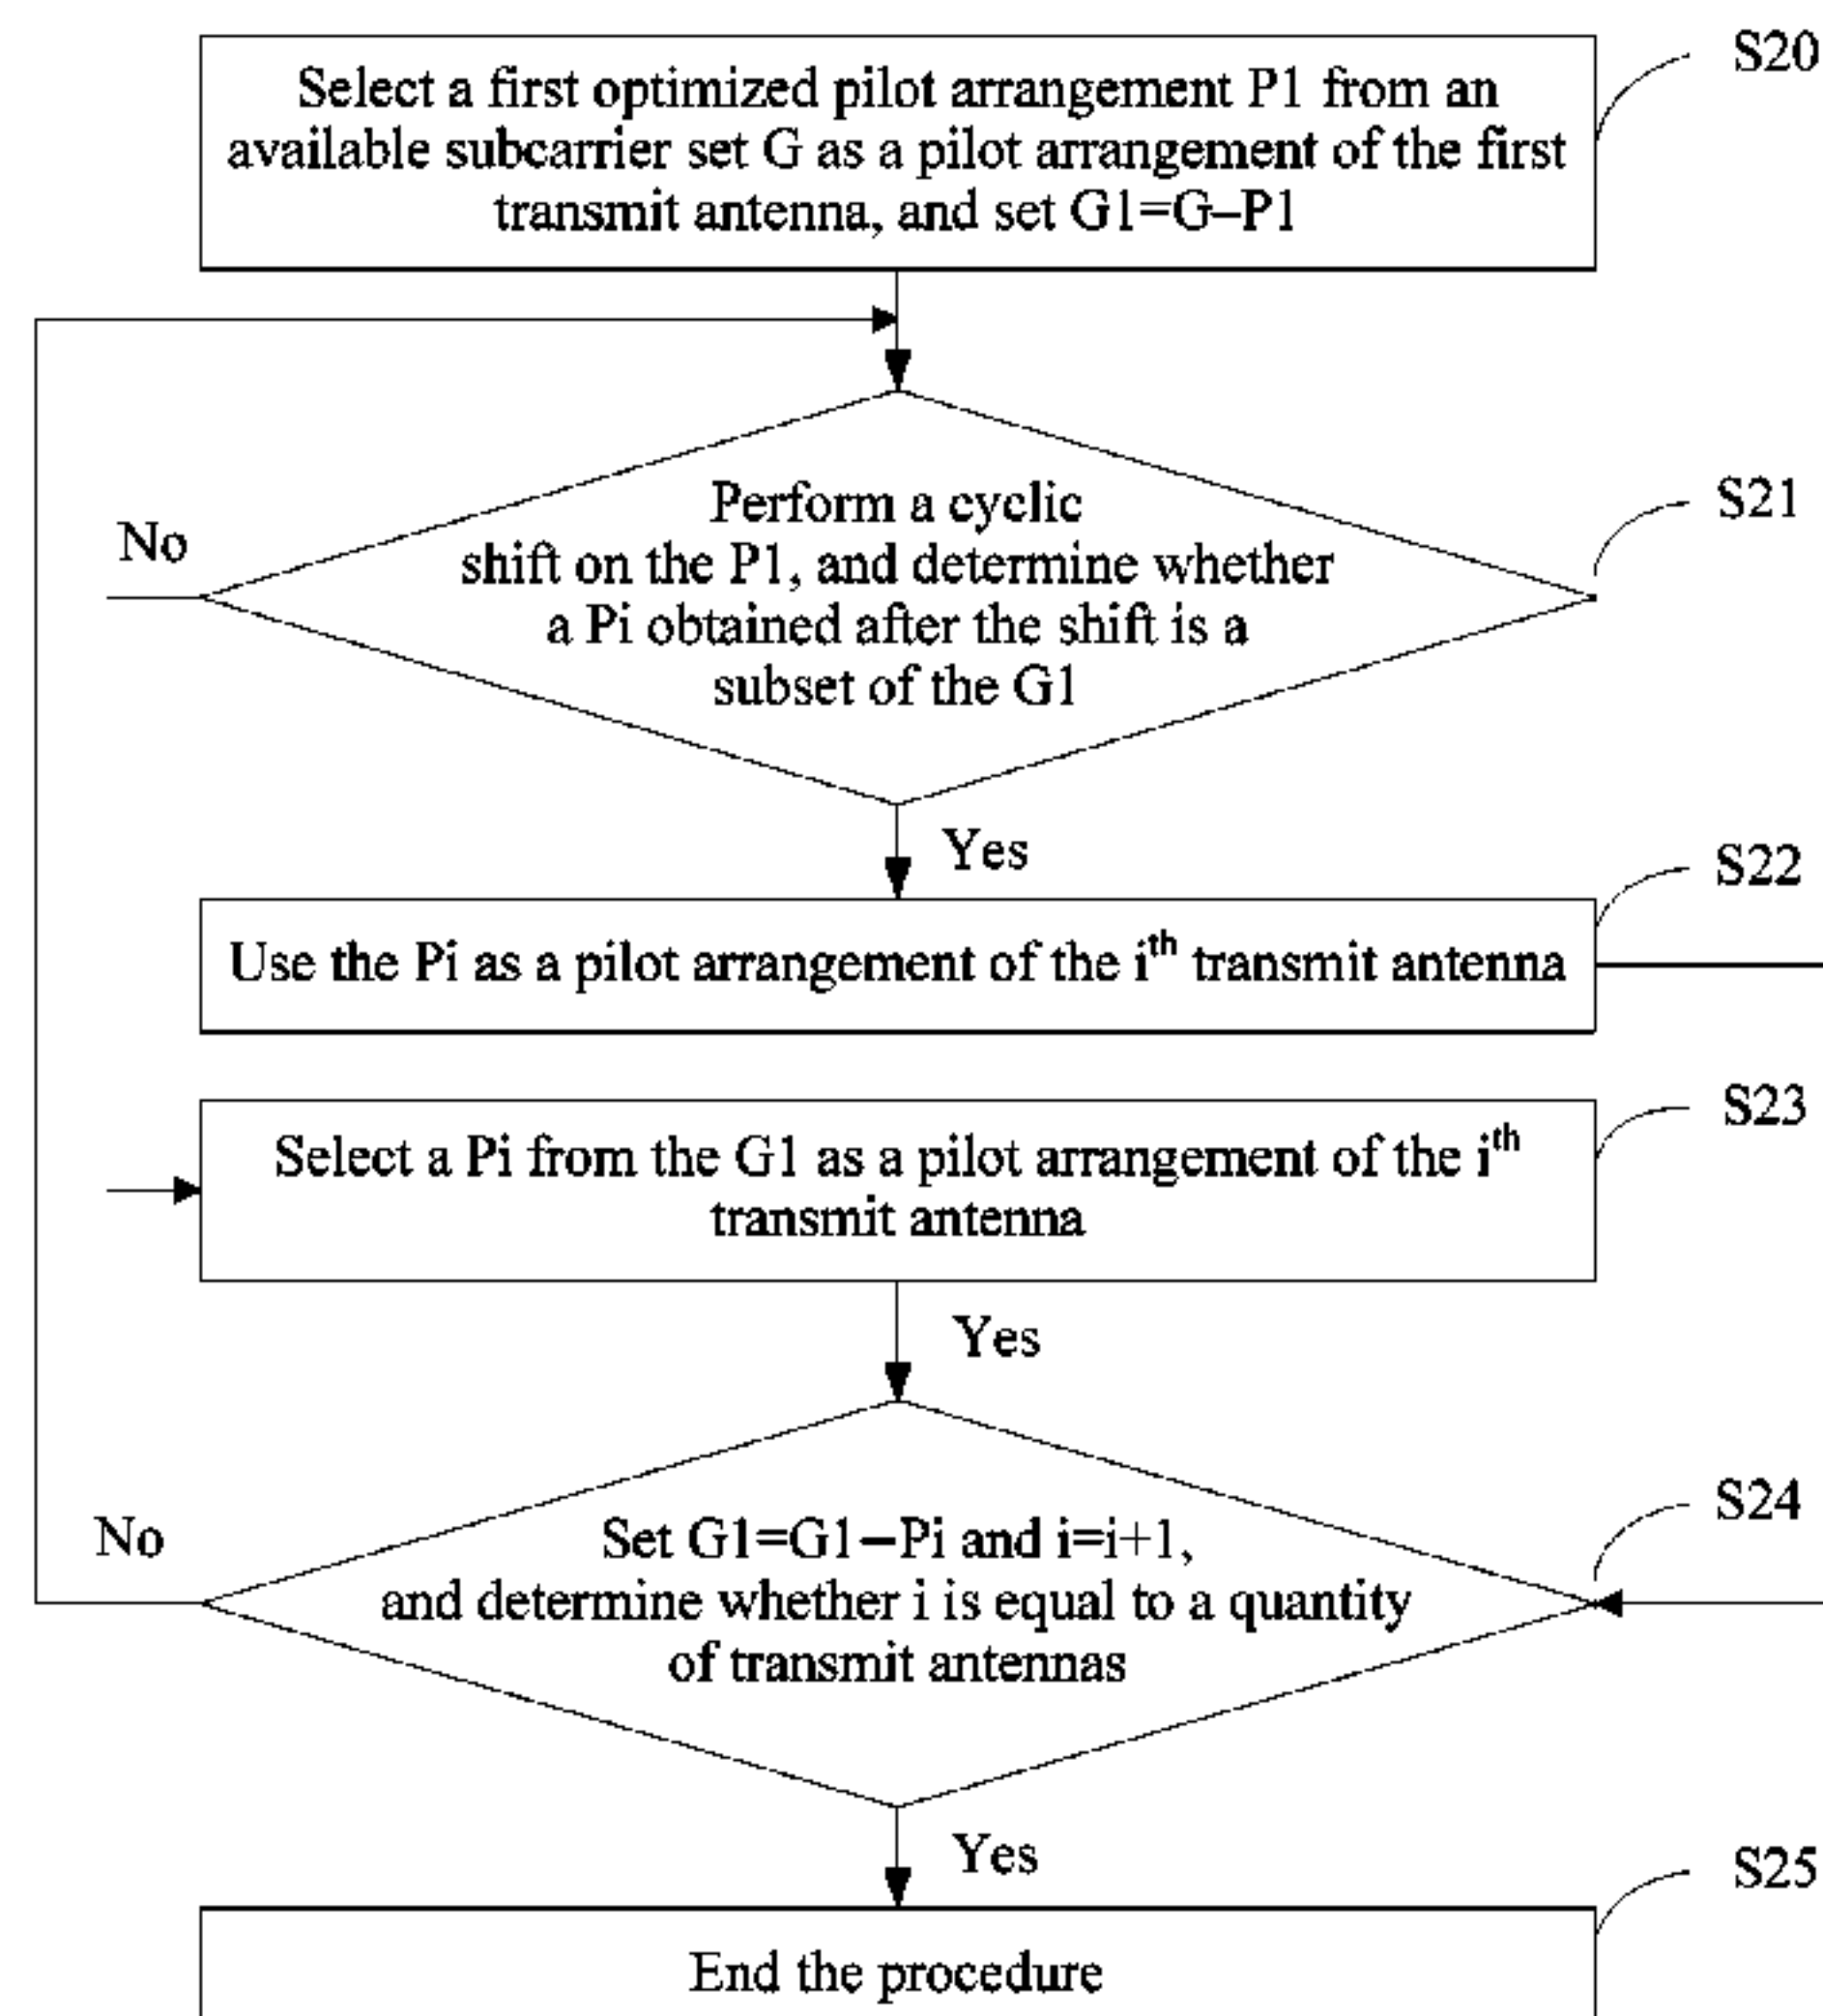 S20
Select a first optimized pilot arrangement P1 from an
available subcarrier set G as a pilot arrangement of the first
transmit antenna, and set G1=G–P1
S21
No
Perform a cyclic
shift on the P1, and determine whether
a Pi obtained after the shift is a
subset of the G1
Yes
S22
Use the Pi as a pilot arrangement of the i^th transmit antenna
S23
Select a Pi from the G1 as a pilot arrangement of the i^th
transmit antenna
Yes
S24
No
Set G1=G1–Pi and i=i+1,
and determine whether i is equal to a quantity
of transmit antennas
Yes
S25
End the procedure